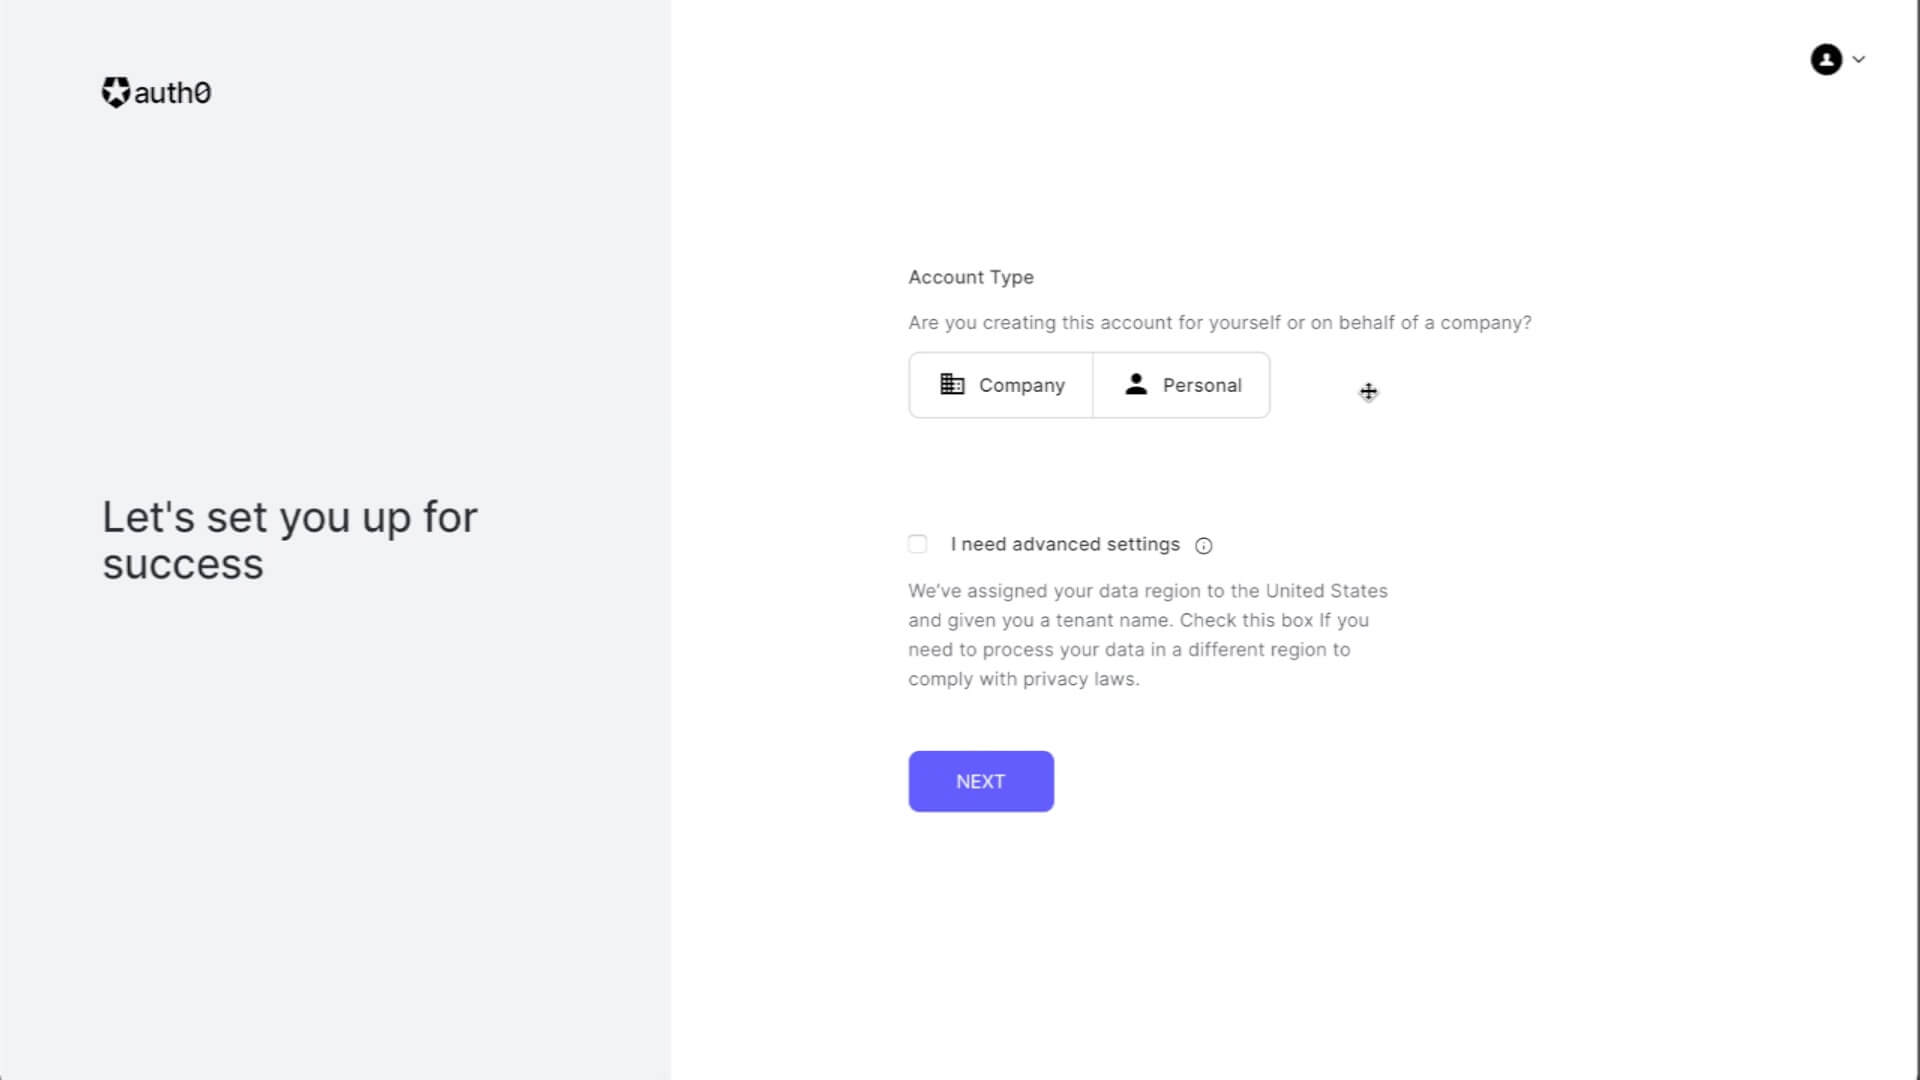 auth0
Let's set you up for
success
Account Type
Are you creating this account for yourself or on behalf of a company?
Company
Personal
I need advanced settings
We've assigned your data region to the United States
and given you a tenant name. Check this box If you
need to process your data in a different region to
comply with privacy laws.
NEXT